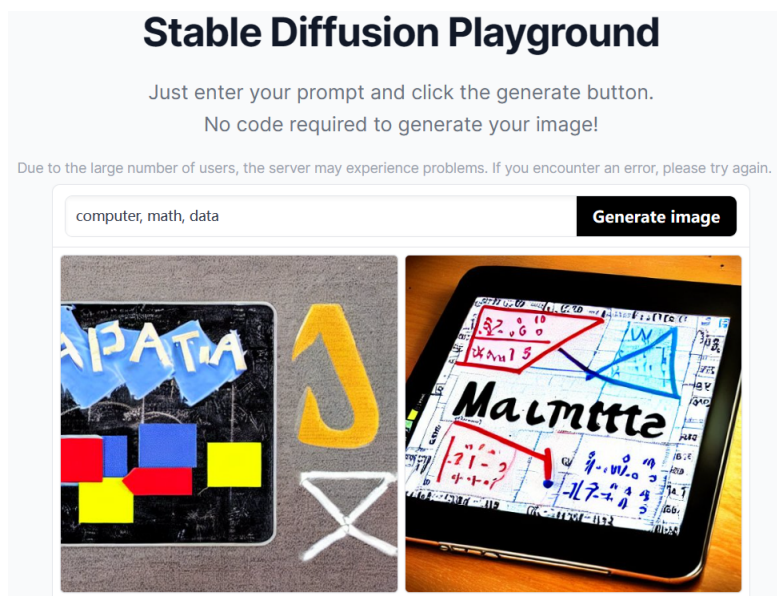 Stable Diffusion Playground
Just enter your prompt and click the generate button.
No code required to generate your image!
Due to the large number of users, the server may experience problems. If you encounter an error, please try again.
computer, math, data
Generate image
APATA
MaLmttta